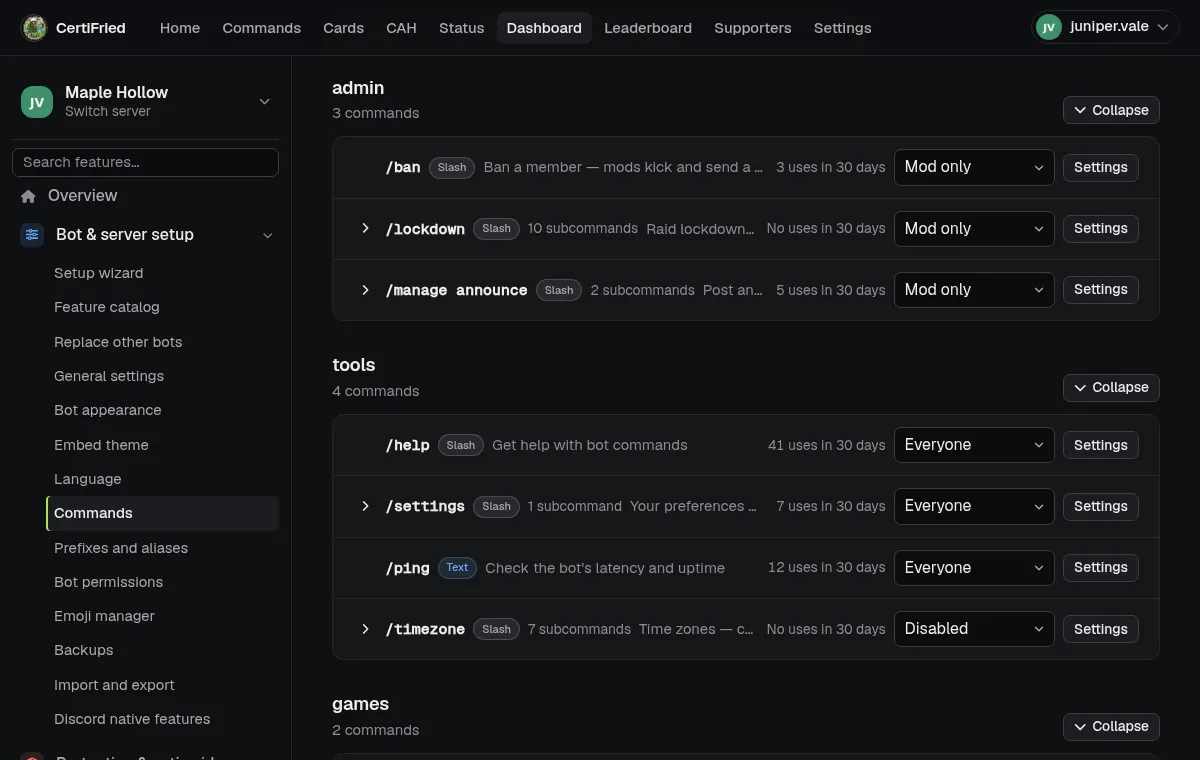 CertiFried Home Commands Cards CAH Status Dashboard Leaderboard Supporters Settings JV juniper.vale
JV Maple Hollow
Switch server
Search features...
Overview
Bot & server setup
Setup wizard
Feature catalog
Replace other bots
General settings
Bot appearance
Embed theme
Language
Commands
Prefixes and aliases
Bot permissions
Emoji manager
Backups
Import and export
Discord native features
admin
3 commands
Collapse
/ban Slash Ban a member — mods kick and send a ... 3 uses in 30 days Mod only Settings
/lockdown Slash 10 subcommands Raid lockdown... No uses in 30 days Mod only Settings
/manage announce Slash 2 subcommands Post an... 5 uses in 30 days Mod only Settings
tools
4 commands
Collapse
/help Slash Get help with bot commands 41 uses in 30 days Everyone Settings
/settings Slash 1 subcommand Your preferences ... 7 uses in 30 days Everyone Settings
/ping Text Check the bot's latency and uptime 12 uses in 30 days Everyone Settings
/timezone Slash 7 subcommands Time zones — c... No uses in 30 days Disabled Settings
games
2 commands
Collapse